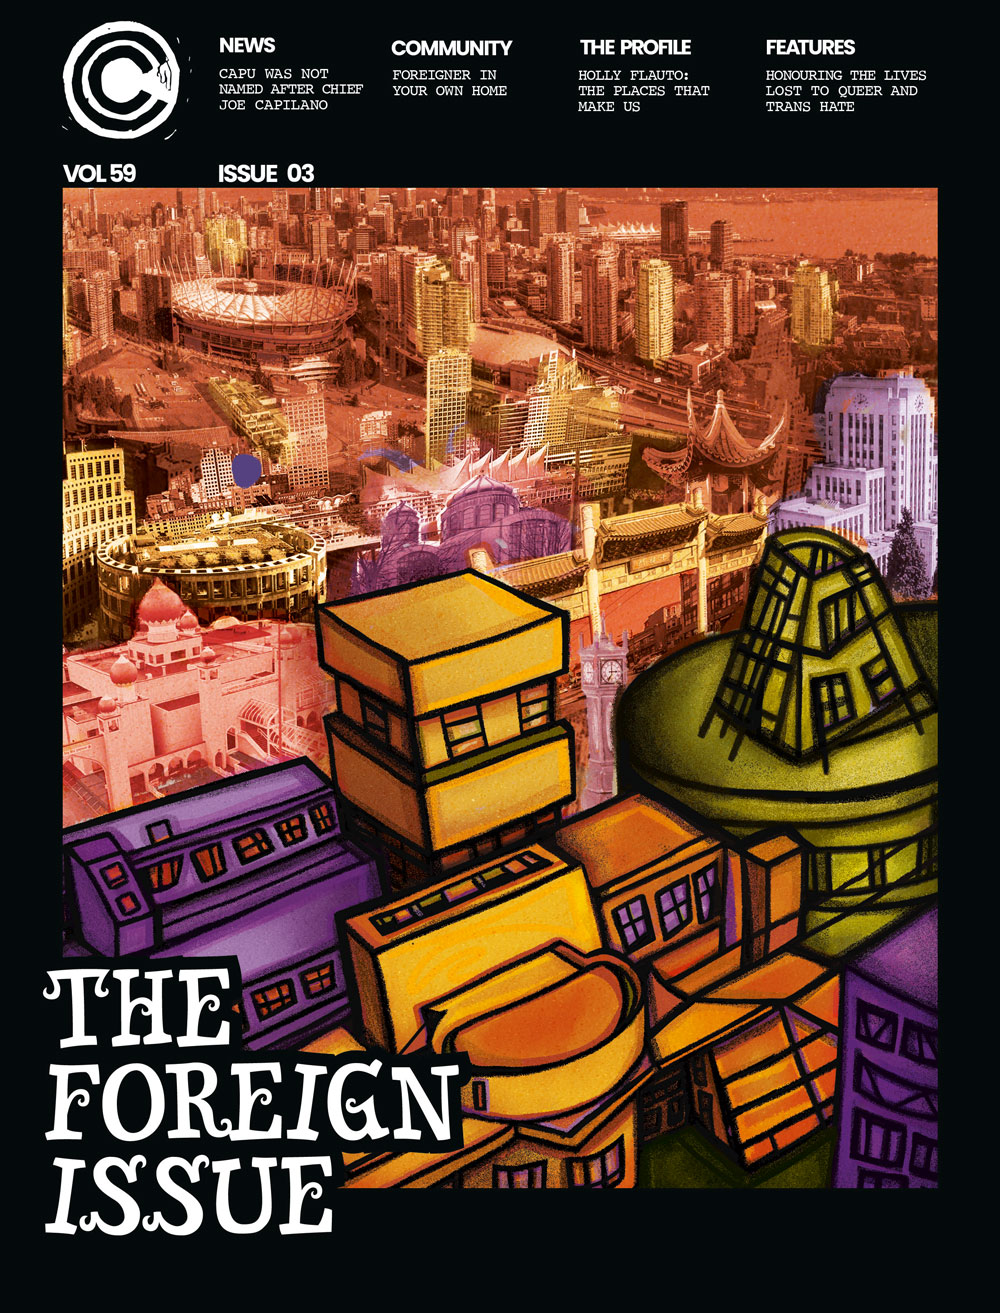 NEWS
CAPU WAS NOT
NAMED AFTER CHIEF
JOE CAPILANO
COMMUNITY
FOREIGNER IN
YOUR OWN HOME
THE PROFILE
HOLLY FLAUTO:
THE PLACES THAT
MAKE US
FEATURES
HONOURING THE LIVES
LOST TO QUEER AND
TRANS HATE
VOL 59
ISSUE 03
THE
FOREIGN
ISSUE